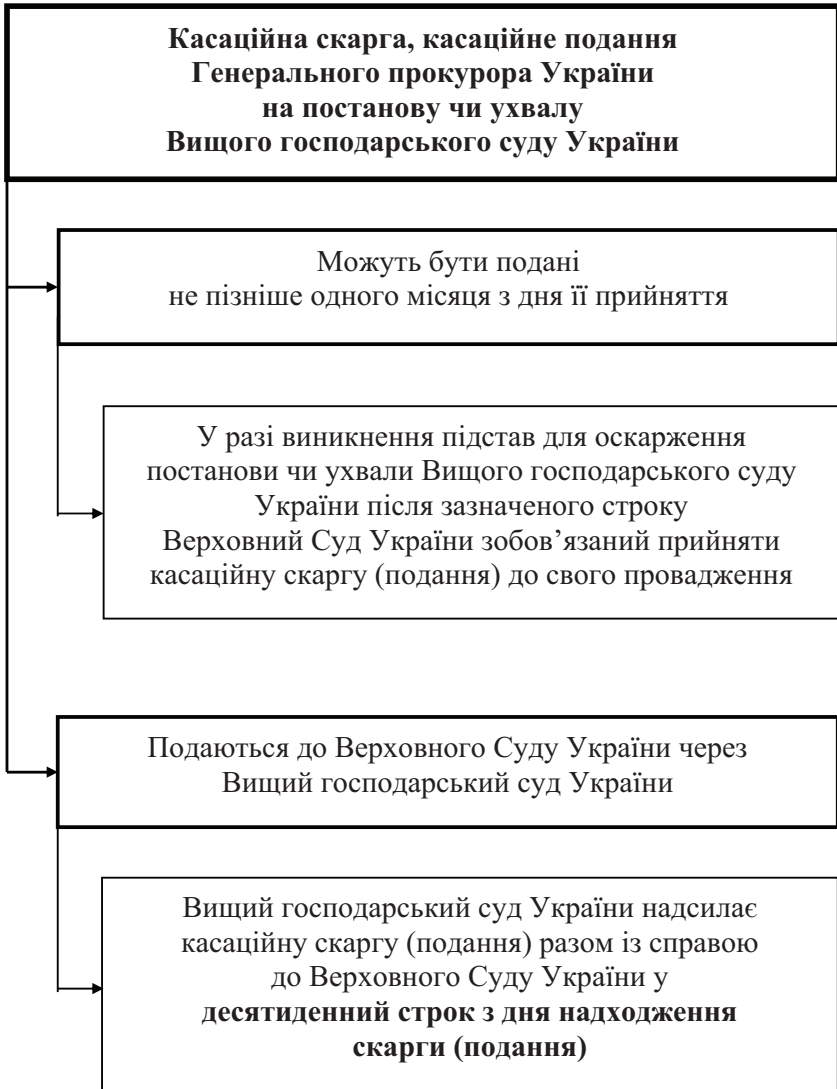 Касаційна скарга, касаційне подання
Генерального прокурора України
на постанову чи ухвалу
Вищого господарського суду України
Можуть бути подані
не пізніше одного місяця з дня її прийняття
У разі виникнення підстав для оскарження
постанови чи ухвали Вищого господарського суду
України після зазначеного строку
Верховний Суд України зобов’язаний прийняти
касаційну скаргу (подання) до свого провадження
Подаються до Верховного Суду України через
Вищий господарський суд України
Вищий господарський суд України надсилає
касаційну скаргу (подання) разом із справою
до Верховного Суду України у
десятиденний строк з дня надходження
скарги (подання)